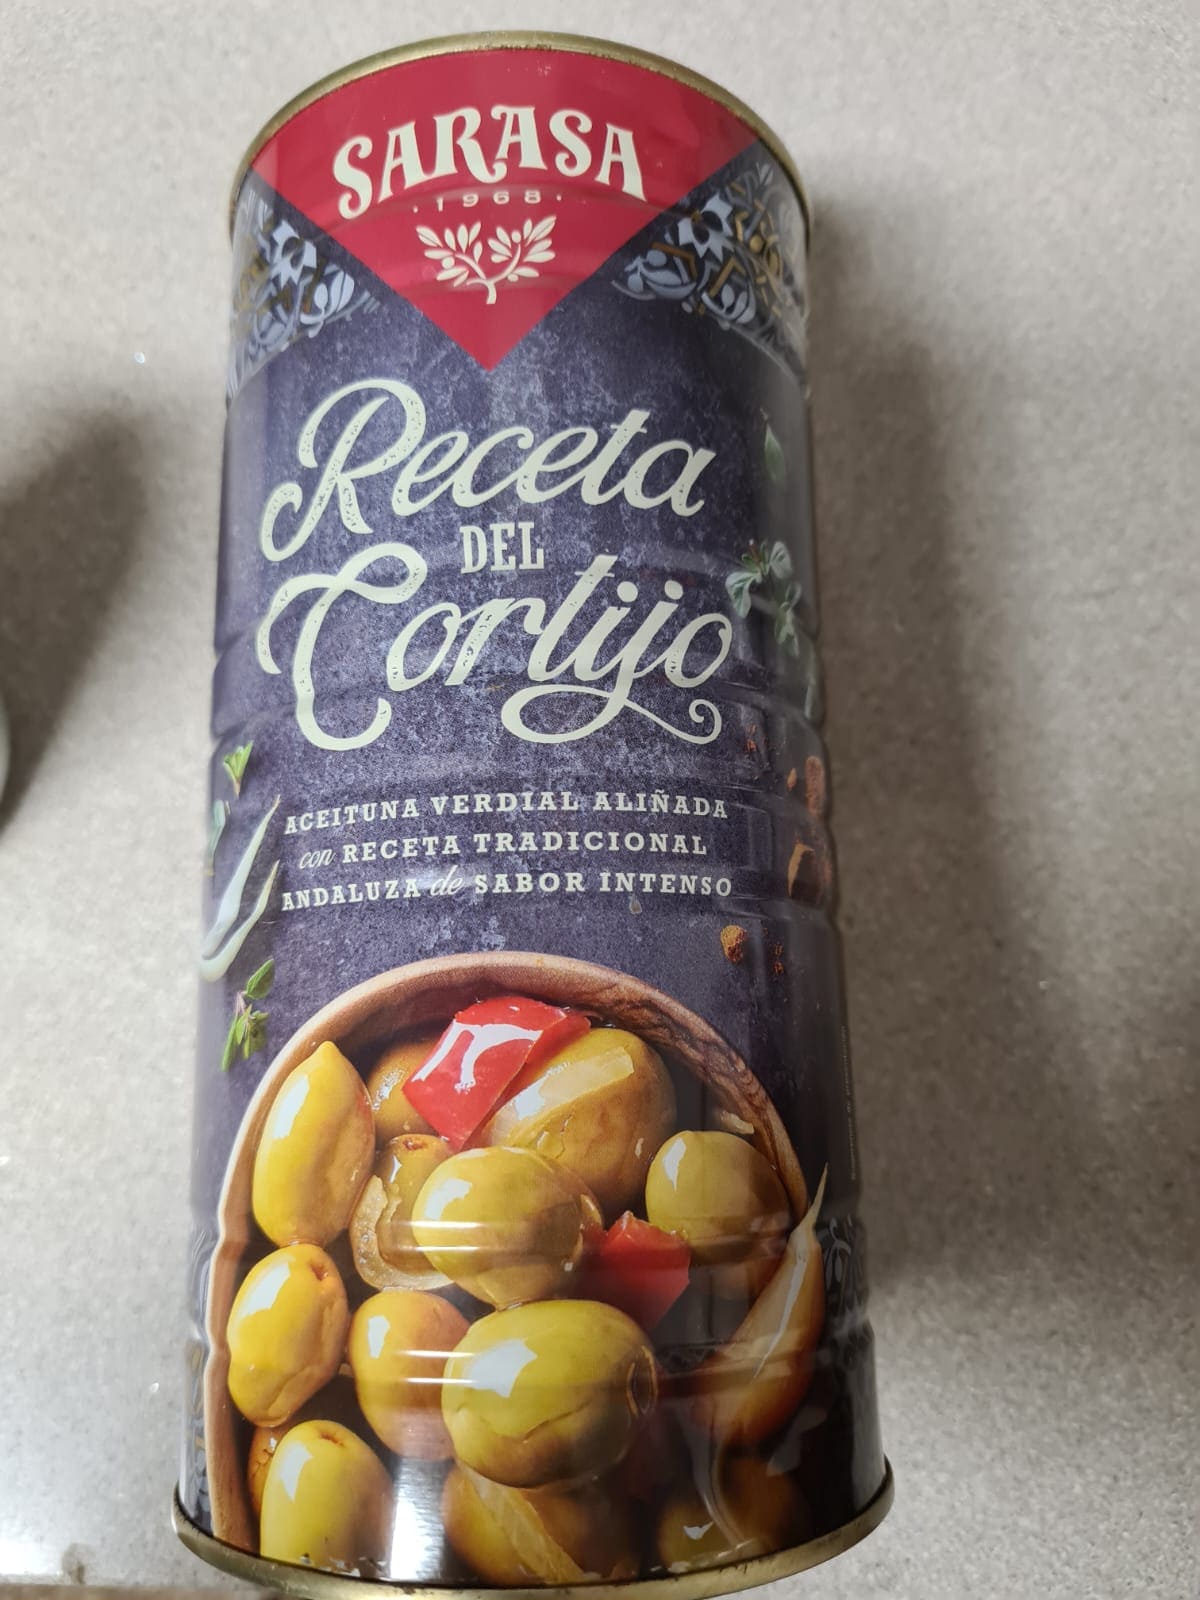 SARASA
·1968·
Receta
DEL
Cortijo
ACEITUNA VERDIAL ALIÑADA
con RECETA TRADICIONAL
ANDALUZA de SABOR INTENSO